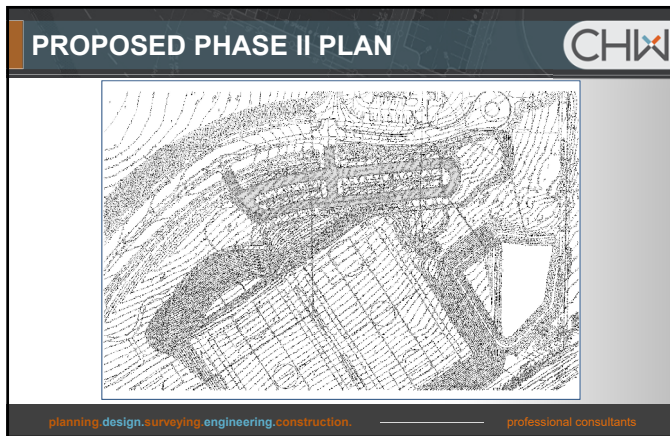 PROPOSED PHASE II PLAN
CHW
planning.design.surveying.engineering.construction.
professional consultants